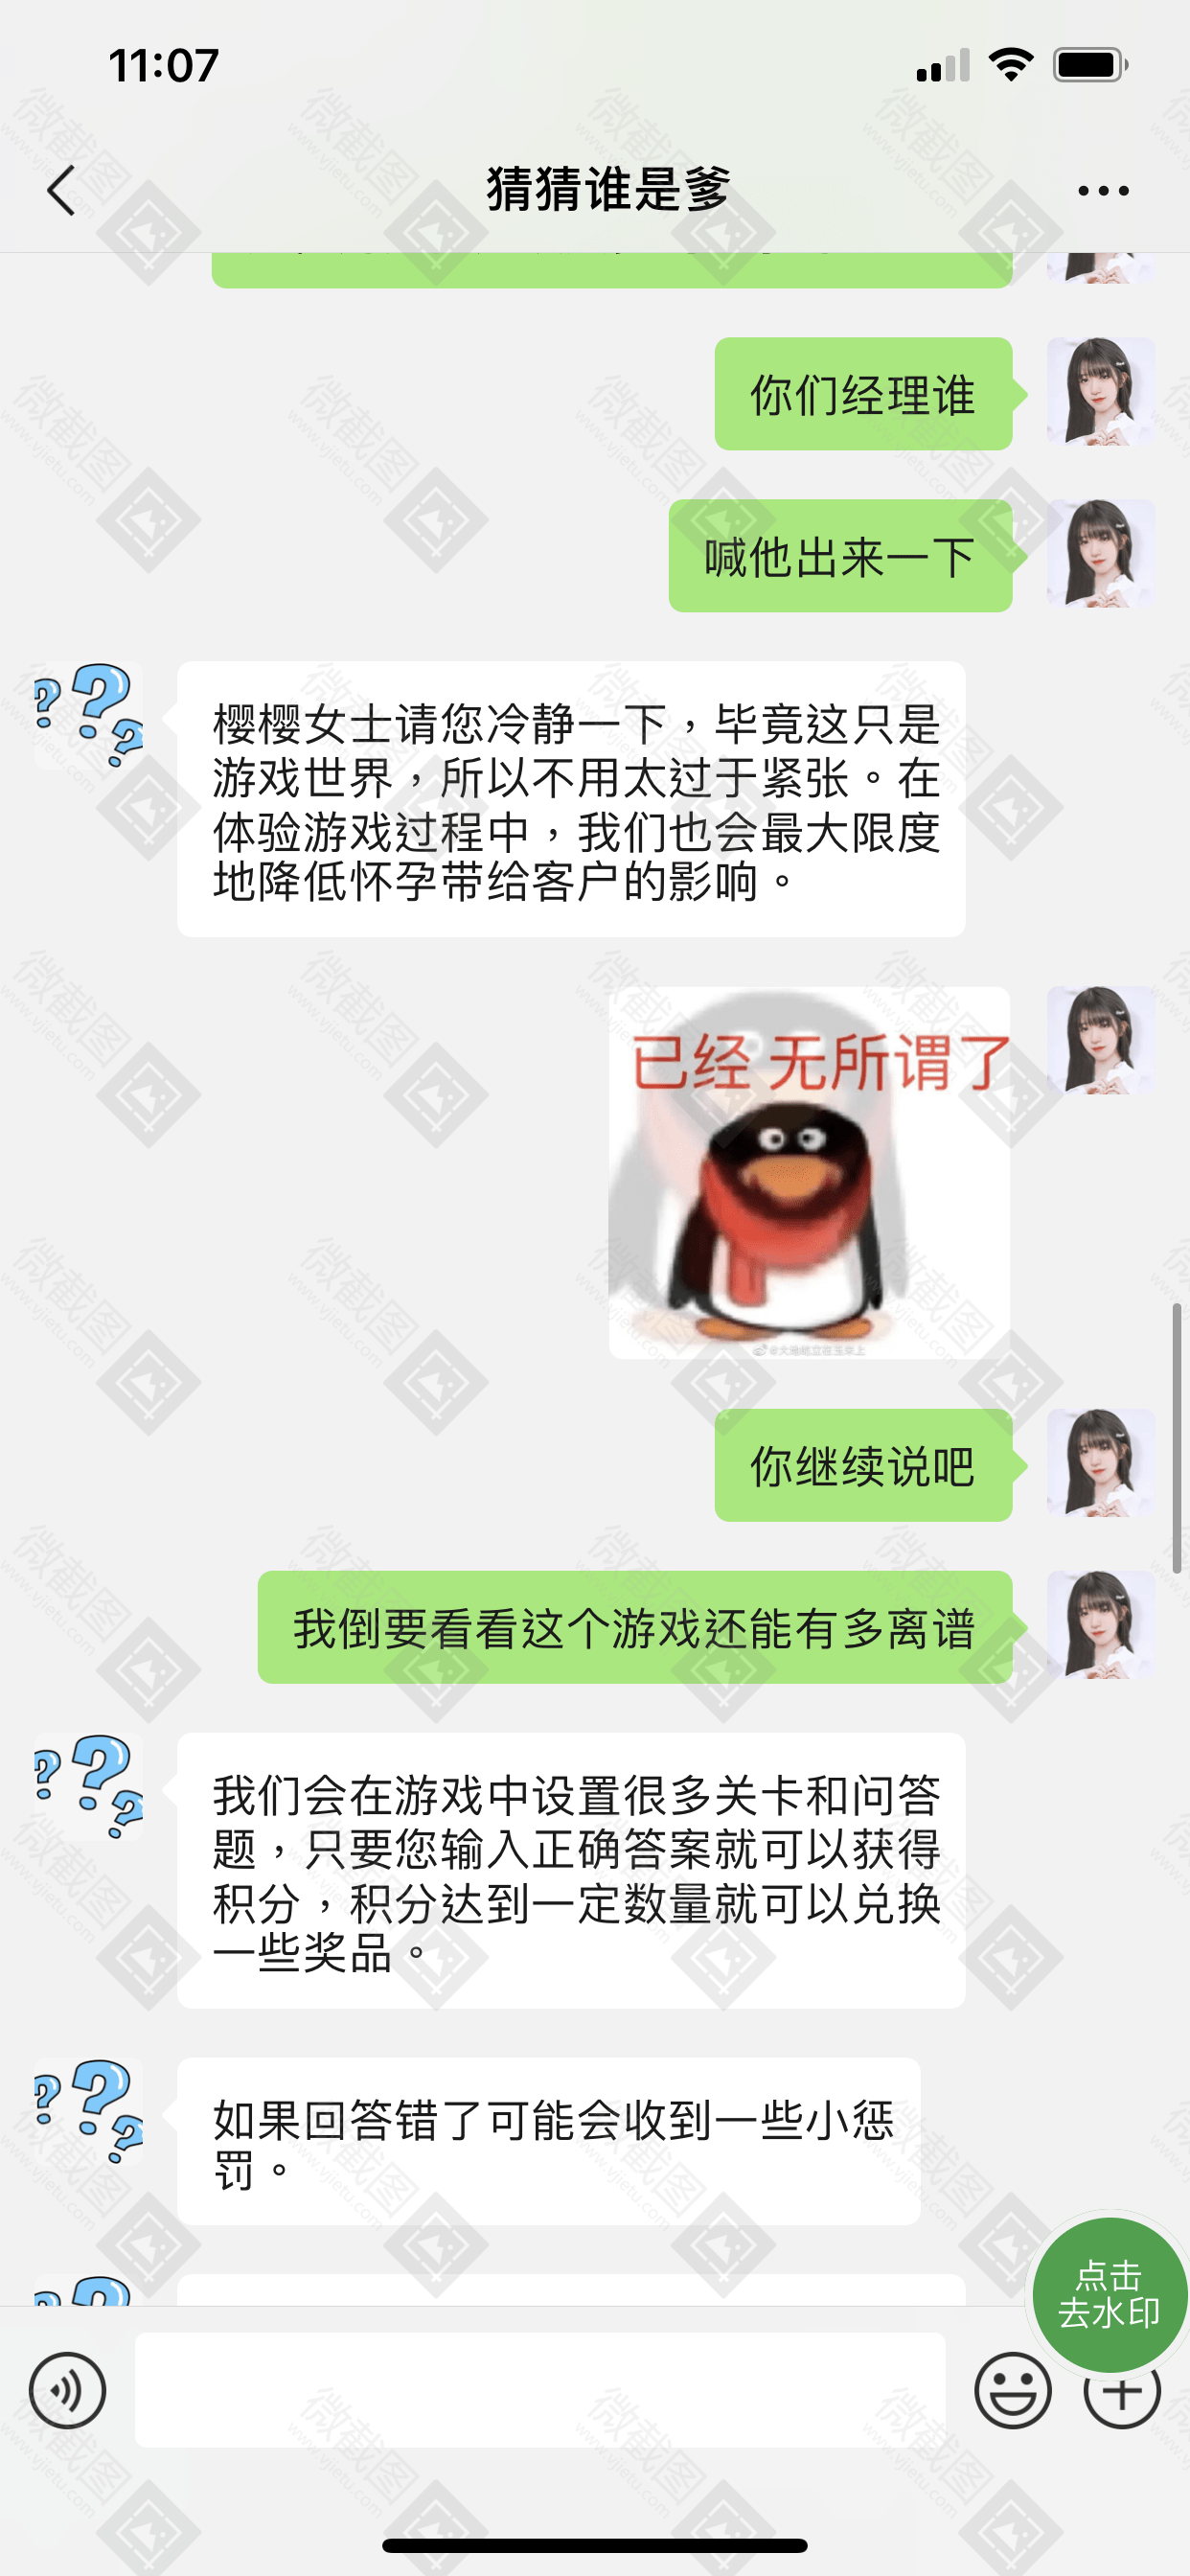 11:07
猜猜谁是爹
你们经理谁
喊他出来一下
樱樱女士请您冷静一下，毕竟这只是
游戏世界，所以不用太过于紧张。在
体验游戏过程中，我们也会最大限度
地降低怀孕带给客户的影响。
已经 无所谓了
你继续说吧
我倒要看看这个游戏还能有多离谱
我们会在游戏中设置很多关卡和问答
题，只要您输入正确答案就可以获得
积分，积分达到一定数量就可以兑换
一些奖品。
如果回答错了可能会收到一些小惩
罚。
点击
去水印
微截图
www.vjietu.com